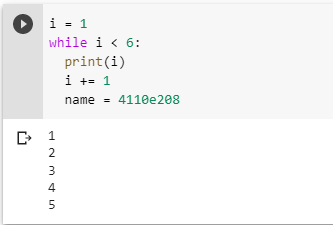 i = 1
while i < 6:
  print(i)
  i += 1
  name = 4110e208
1
2
3
4
5